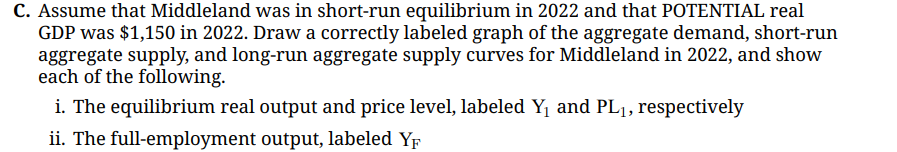 C. Assume that Middleland was in short-run equilibrium in 2022 and that POTENTIAL real
GDP was $1,150 in 2022. Draw a correctly labeled graph of the aggregate demand, short-run
aggregate supply, and long-run aggregate supply curves for Middleland in 2022, and show
each of the following.
i. The equilibrium real output and price level, labeled Y₁ and PL₁, respectively
ii. The full-employment output, labeled Y_F